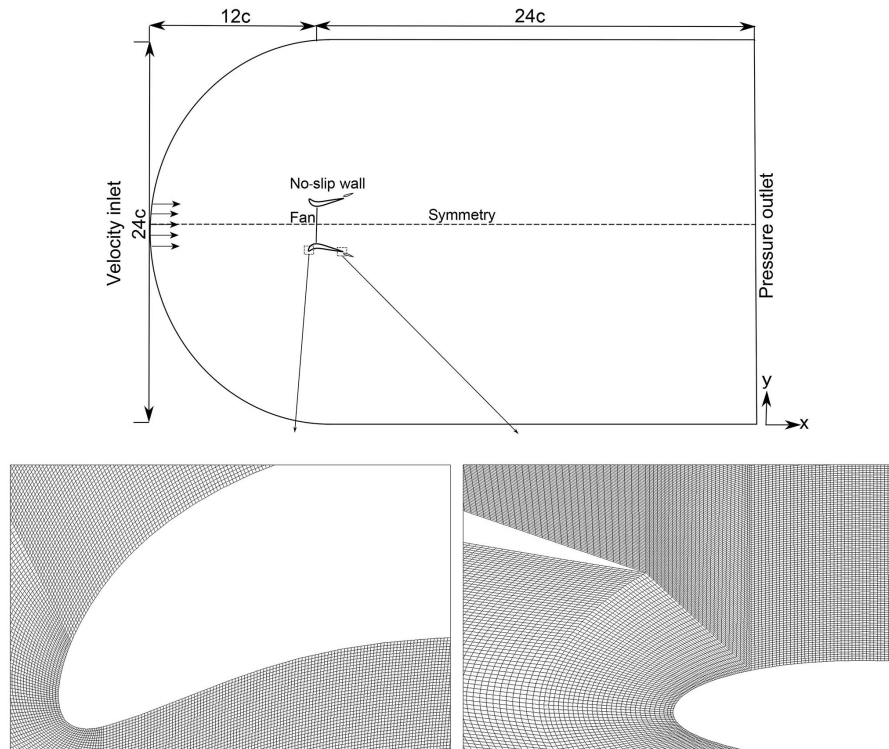 12c
24c
Velocity inlet
24c
No-slip wall
Fan
Symmetry
Pressure outlet
y
x